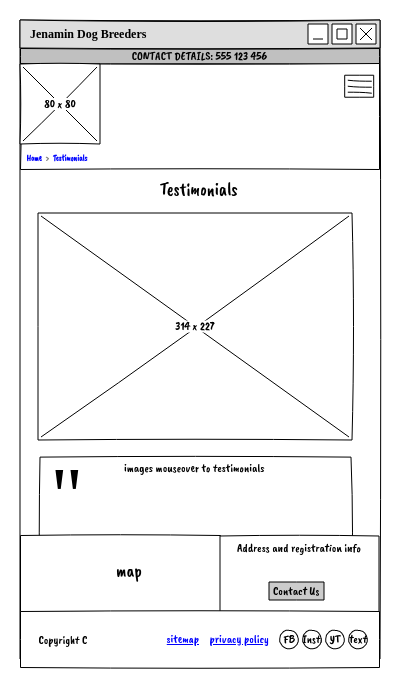 Jenamin Dog Breeders
CONTACT DETAILS: 555 123 456
80 x 80
Home > Testimonials
Testimonials
314 x 227
"
images mouseover to testimonials
map
Address and registration info
Contact Us
Copyright C
sitemap privacy policy FB Inst YT text